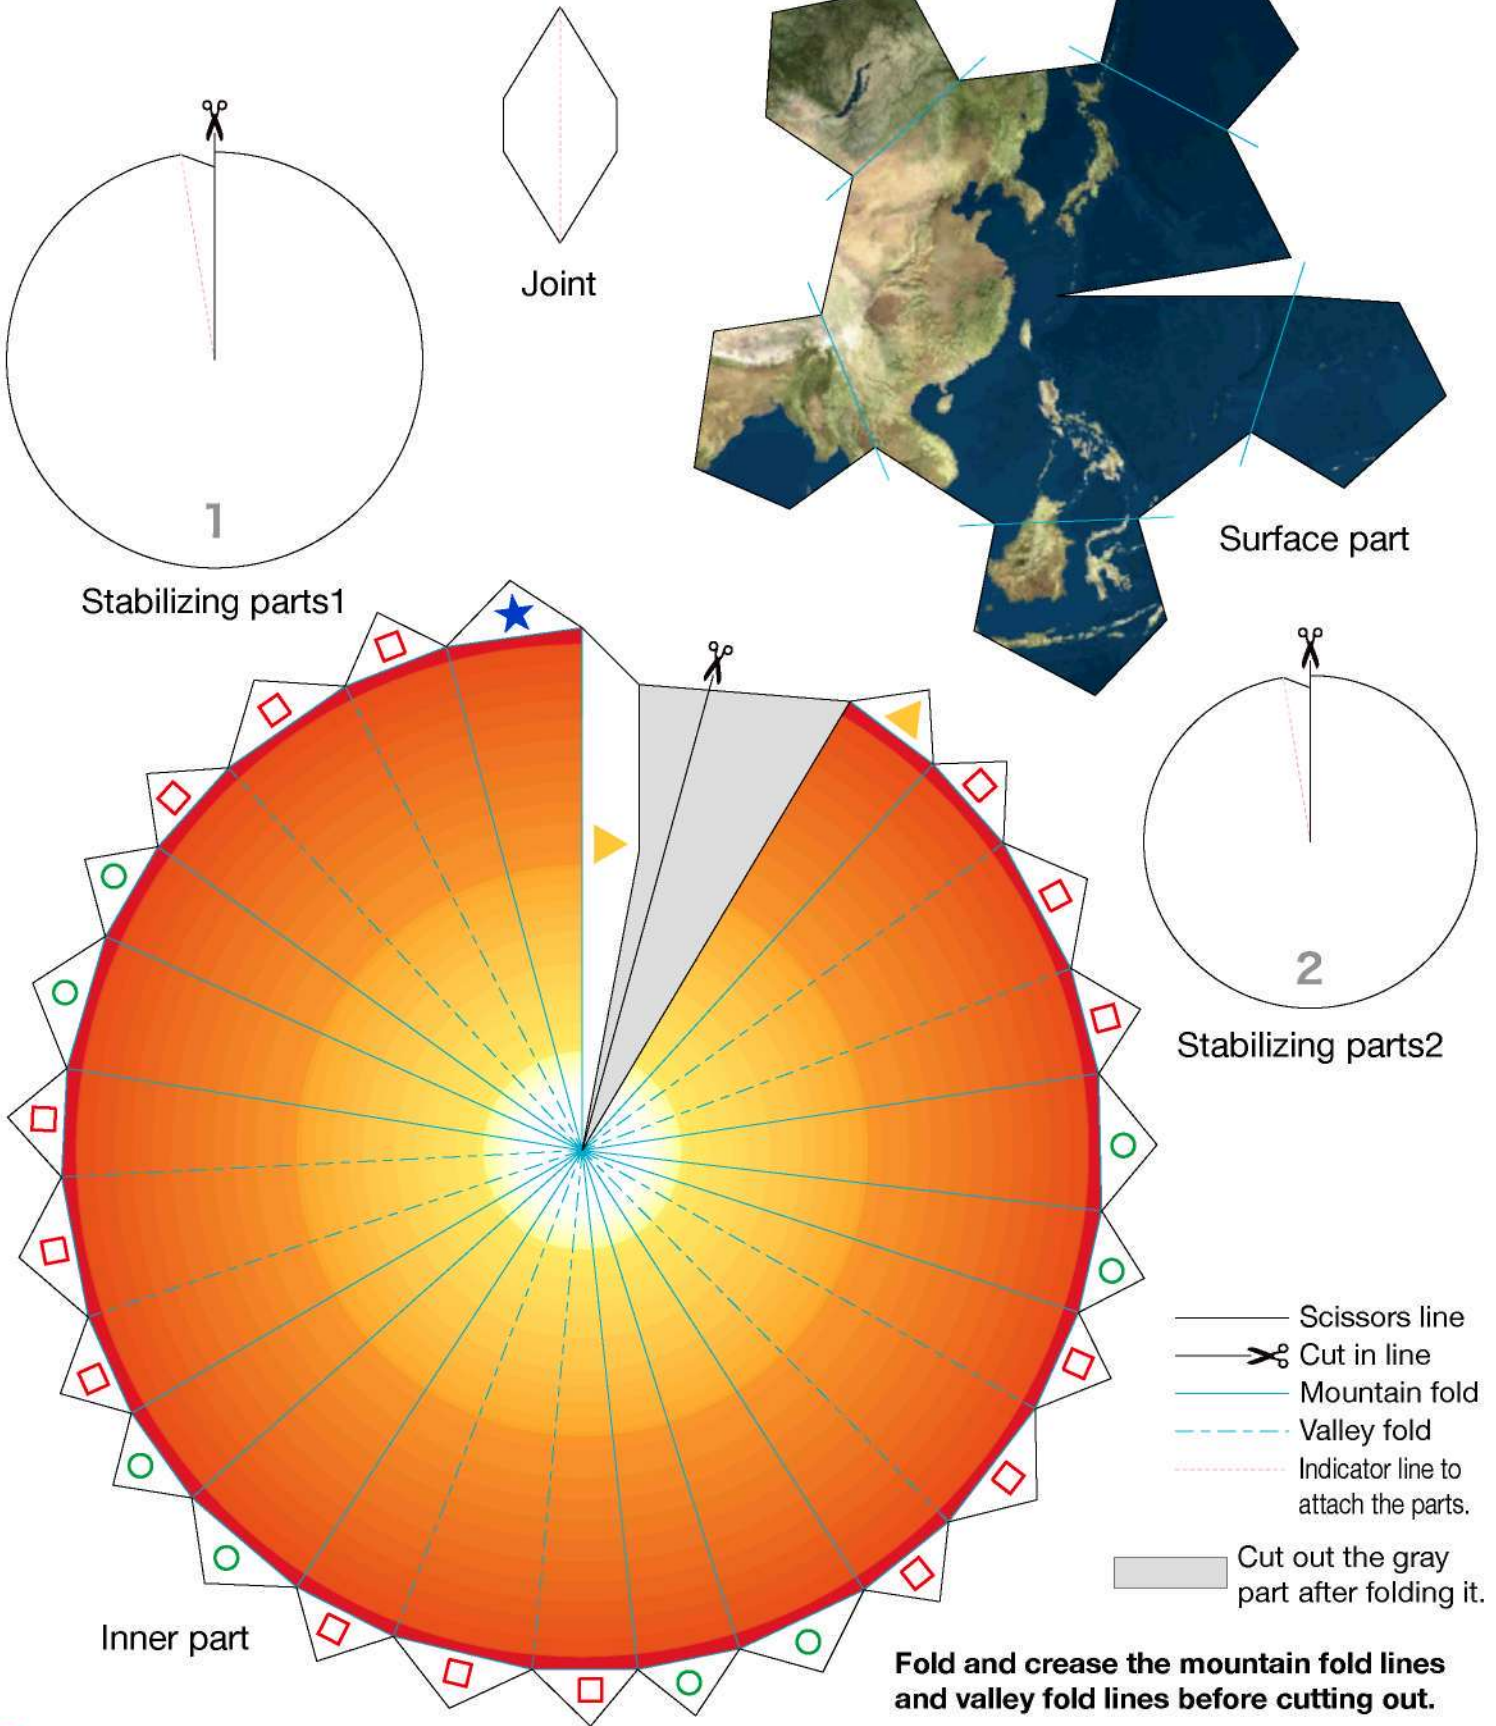 Joint
1
Stabilizing parts1
Surface part
2
Stabilizing parts2
Inner part
Scissors line
Cut in line
Mountain fold
Valley fold
Indicator line to
attach the parts.
Cut out the gray
part after folding it.
Fold and crease the mountain fold lines
and valley fold lines before cutting out.